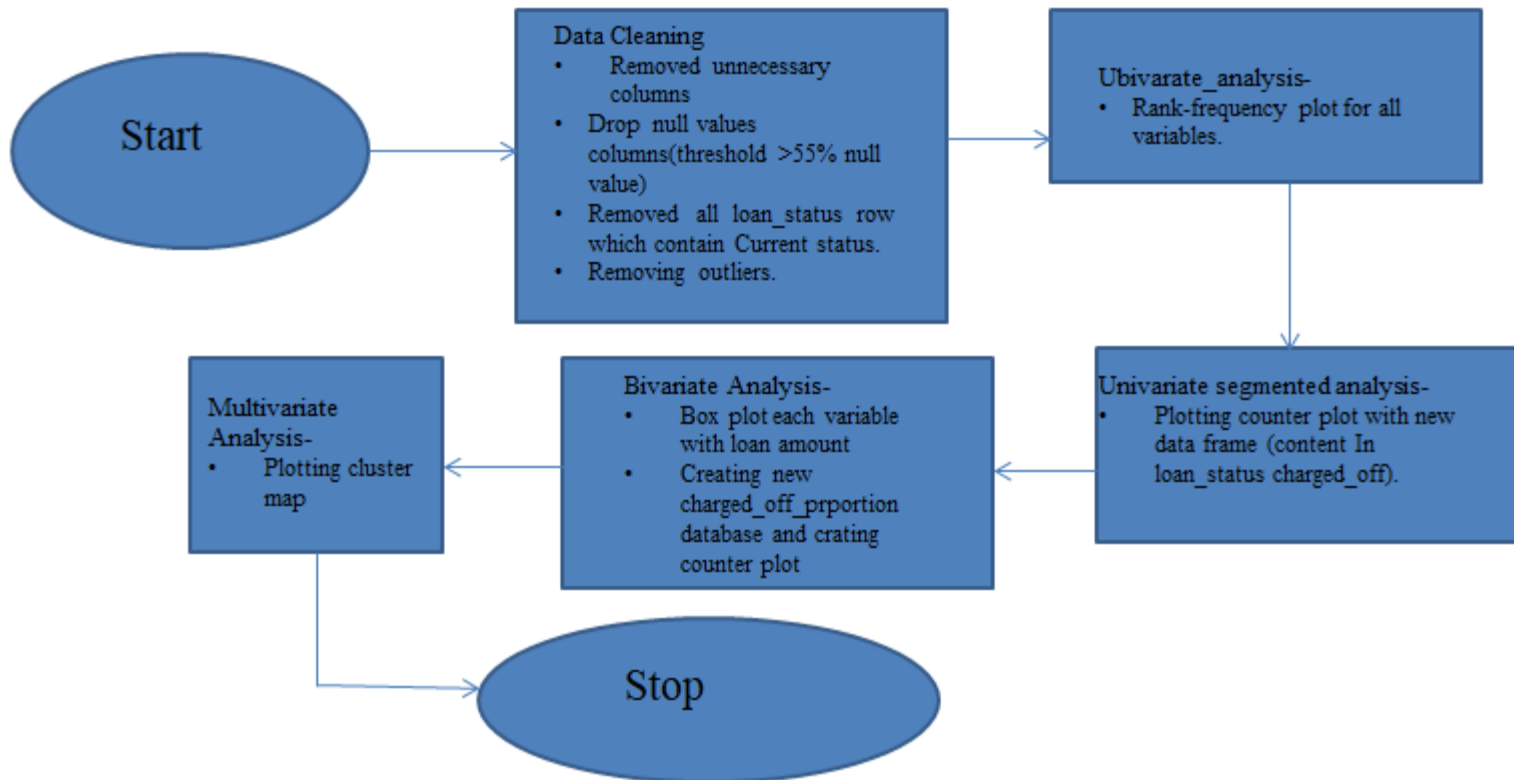 Start
Data Cleaning
• Removed unnecessary
columns
• Drop null values
columns(threshold >55% null
value)
• Removed all loan_status row
which contain Current status.
• Removing outliers.
Ubivarate_analysis-
• Rank-frequency plot for all
variables.
Univariate segmented analysis-
• Plotting counter plot with new
data frame (content In
loan_status charged_off).
Bivariate Analysis-
• Box plot each variable
with loan amount
• Creating new
charged_off_prportion
database and crating
counter plot
Multivariate
Analysis-
• Plotting cluster
map
Stop